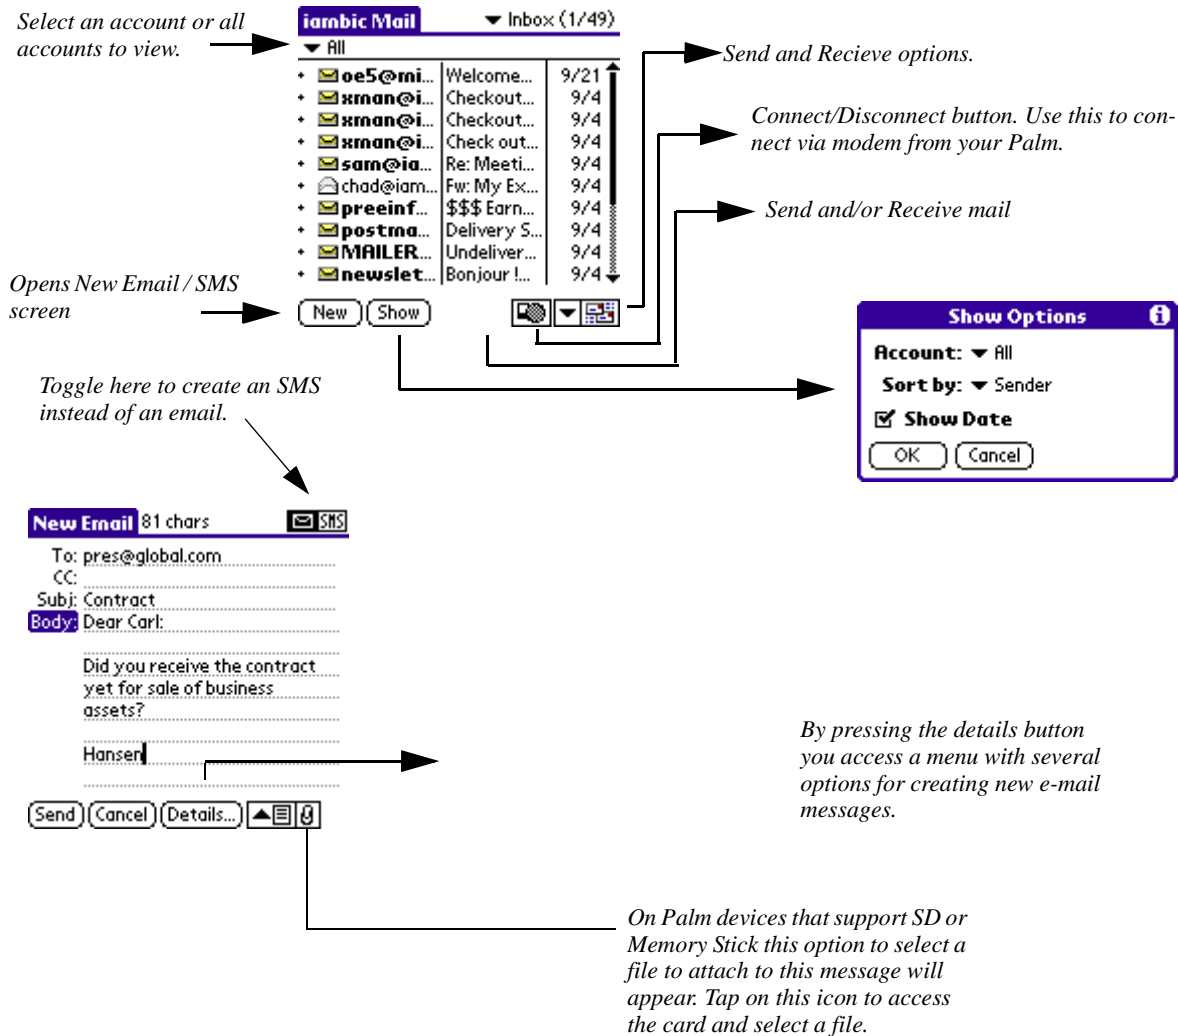 Select an account or all
accounts to view.
iambic Mail
Inbox (1/49)
All
oe5@mi... Welcome... 9/21
xman@i... Checkout... 9/4
xman@i... Checkout... 9/4
xman@i... Check out... 9/4
sam@ia... Re: Meeti... 9/4
chad@iam... Fw: My Ex... 9/4
preeinf... $$$ Earn... 9/4
postma... Delivery S... 9/4
MAILER... Undeliver... 9/4
newslet... Bonjour !... 9/4
New Show
Send and Recieve options.
Connect/Disconnect button. Use this to con-
nect via modem from your Palm.
Send and/or Receive mail
Opens New Email / SMS
screen
Show Options
Account: All
Sort by: Sender
Show Date
OK Cancel
Toggle here to create an SMS
instead of an email.
New Email 81 chars SMS
To: pres@global.com
CC:
Subj: Contract
Body: Dear Carl:
Did you receive the contract
yet for sale of business
assets?
Hansen
Send Cancel Details...
By pressing the details button
you access a menu with several
options for creating new e-mail
messages.
On Palm devices that support SD or
Memory Stick this option to select a
file to attach to this message will
appear. Tap on this icon to access
the card and select a file.